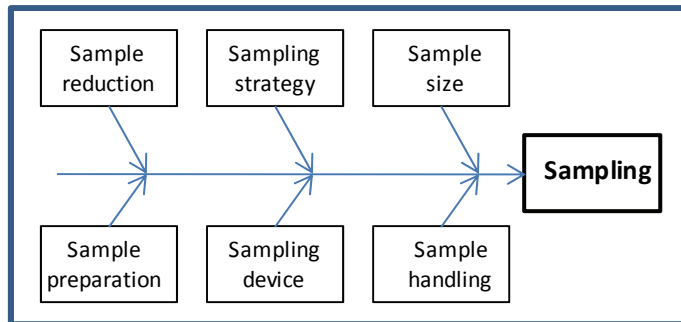 Sample
reduction
Sampling
strategy
Sample
size
Sampling
Sample
preparation
Sampling
device
Sample
handling